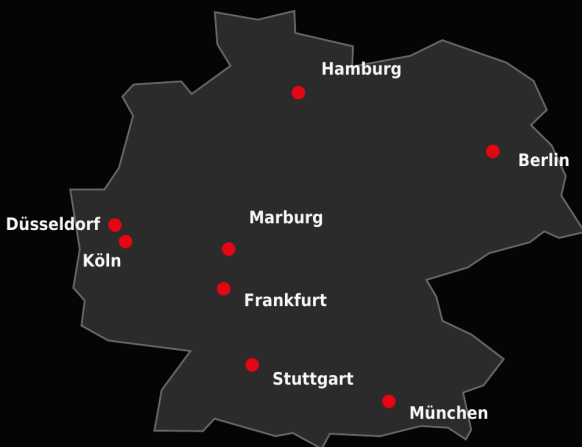 Hamburg
Berlin
Marburg
Düsseldorf
Köln
Frankfurt
Stuttgart
München